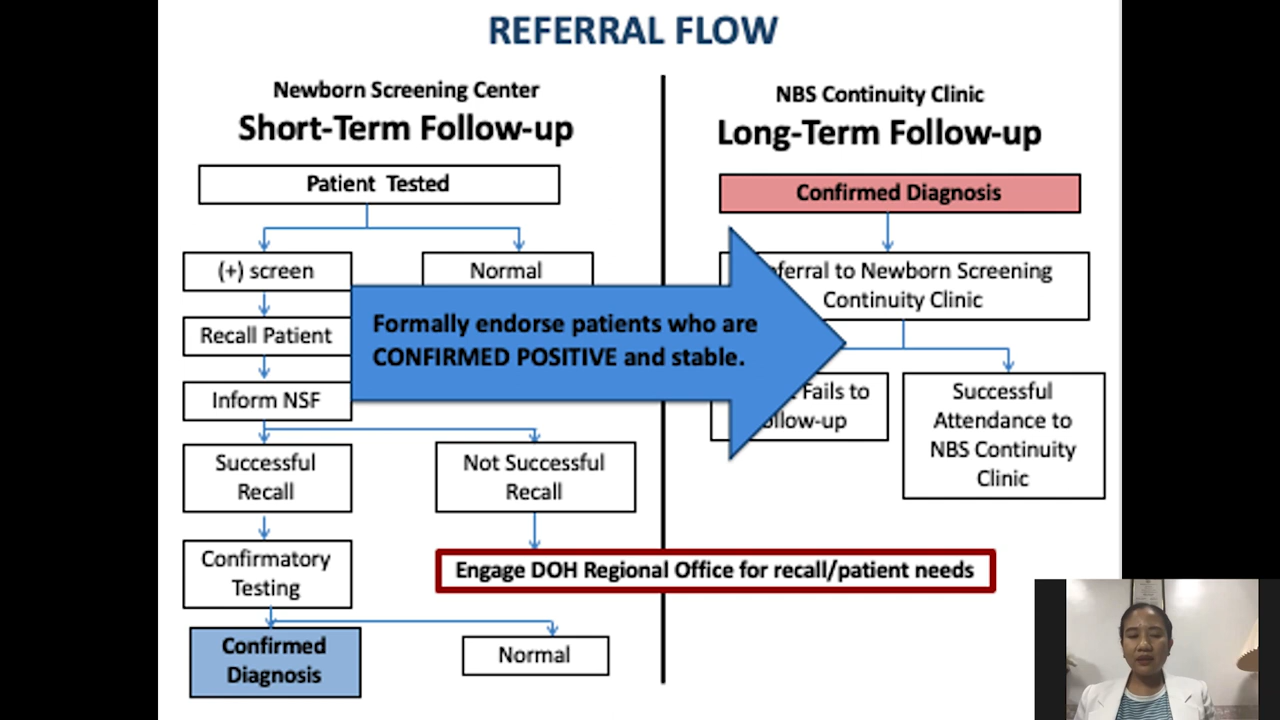 REFERRAL FLOW
Newborn Screening Center
Short-Term Follow-up
Patient Tested
(+) screen
Normal
Recall Patient
Inform NSF
Successful
Recall
Not Successful
Recall
Confirmatory
Testing
Confirmed
Diagnosis
Normal
Formally endorse patients who are
CONFIRMED POSITIVE and stable.
Engage DOH Regional Office for recall/patient needs
NBS Continuity Clinic
Long-Term Follow-up
Confirmed Diagnosis
to Newborn Screening
Continuity Clinic
Fails to
Successful
Attendance to
NBS Continuity
Clinic